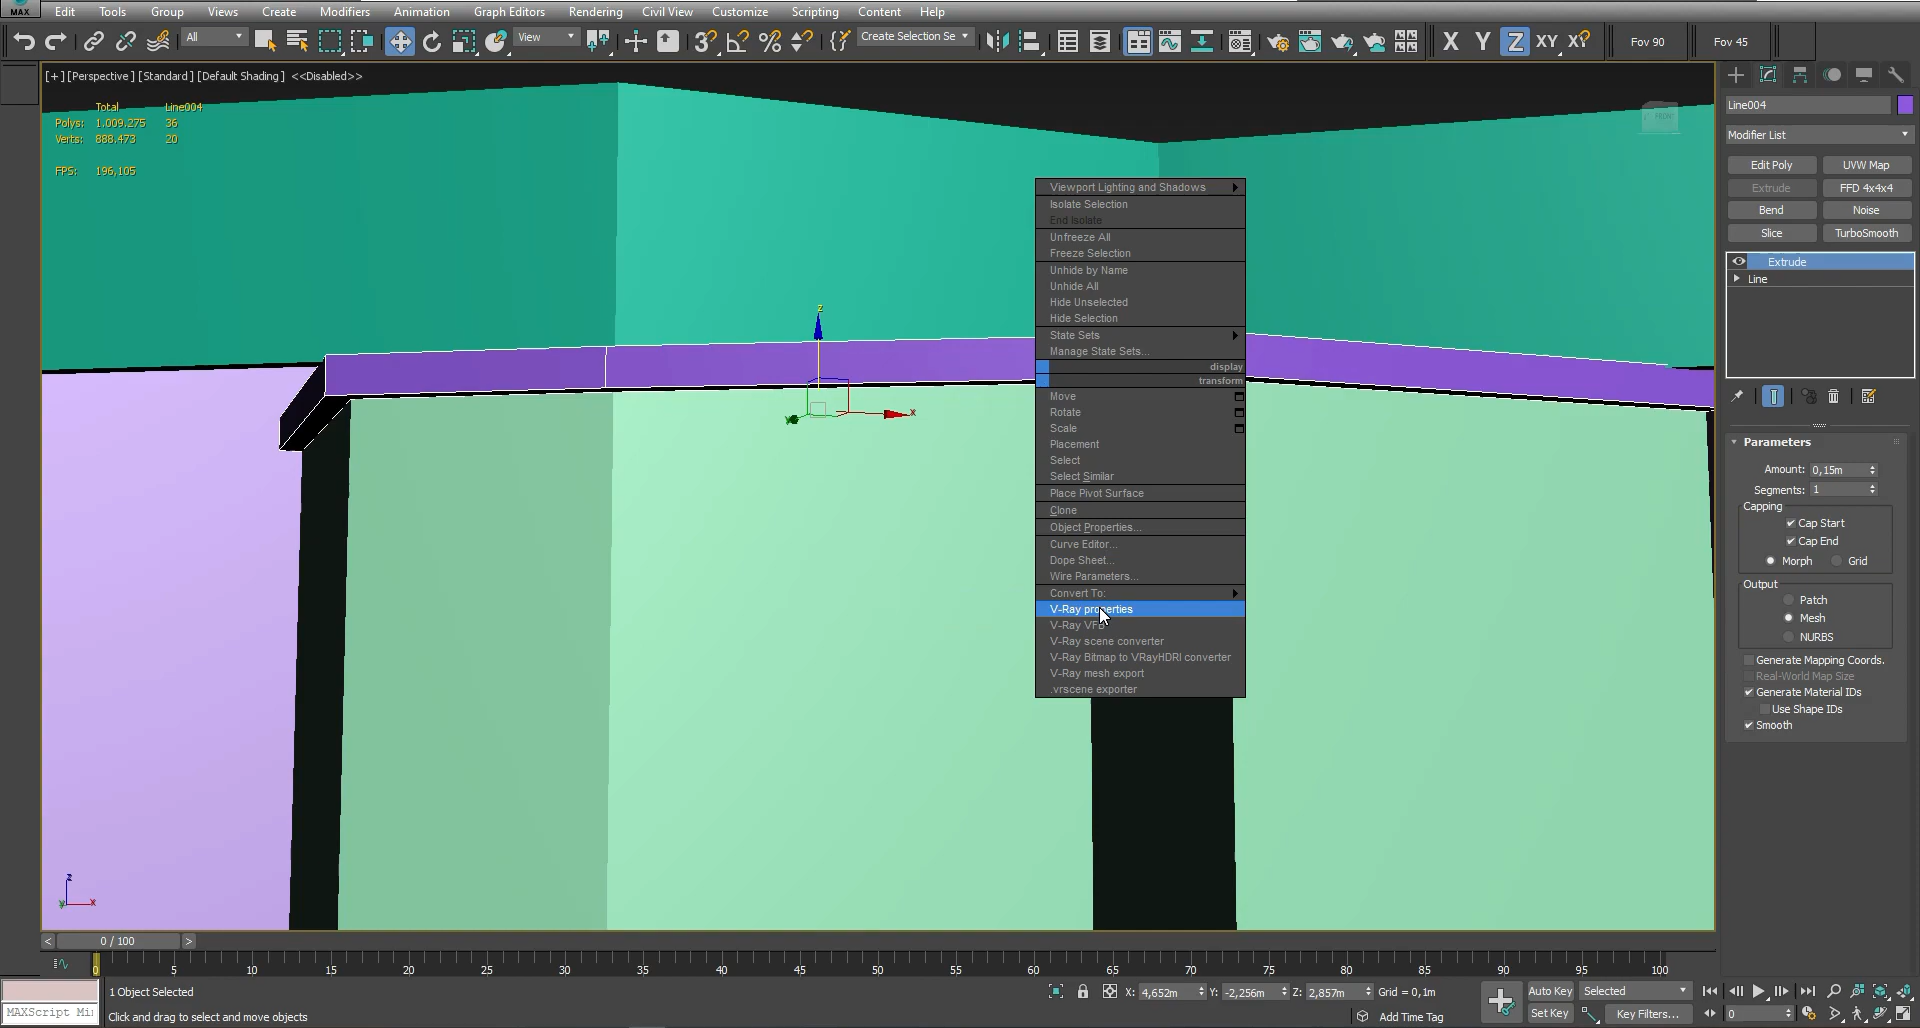 MAX
Edit Tools Group Views Create Modifiers Animation Graph Editors Rendering Civil View Customize Scripting Content Help
All View Create Selection Se X Y Z XY XY Fov 90 Fov 45
[+] [Perspective ] [Standard ] [Default Shading ] <<Disabled>>
Total Line004
Polys: 1.009.275 36
Verts: 888.473 20
FPS: 196,105
FRONT
Viewport Lighting and Shadows
Isolate Selection
End Isolate
Unfreeze All
Freeze Selection
Unhide by Name
Unhide All
Hide Unselected
Hide Selection
State Sets
Manage State Sets...
display
transform
Move
Rotate
Scale
Placement
Select
Select Similar
Place Pivot Surface
Clone
Object Properties...
Curve Editor...
Dope Sheet...
Wire Parameters...
Convert To:
V-Ray properties
V-Ray VFB
V-Ray scene converter
V-Ray Bitmap to VRayHDRI converter
V-Ray mesh export
.vrscene exporter
z
x
y
z
y x
Line004
Modifier List
Edit Poly UVW Map
Extrude FFD 4x4x4
Bend Noise
Slice TurboSmooth
Extrude
Line
Parameters
Amount: 0,15m
Segments: 1
Capping
Cap Start
Cap End
Morph Grid
Output
Patch
Mesh
NURBS
Generate Mapping Coords.
Real-World Map Size
Generate Material IDs
Use Shape IDs
Smooth
< 0 / 100 >
0 5 10 15 20 25 30 35 40 45 50 55 60 65 70 75 80 85 90 95 100
1 Object Selected X: 4,652m Y: -2,256m Z: 2,857m Grid = 0,1m Auto Key Selected
MAXScript Mi Click and drag to select and move objects Add Time Tag Set Key Key Filters... 0